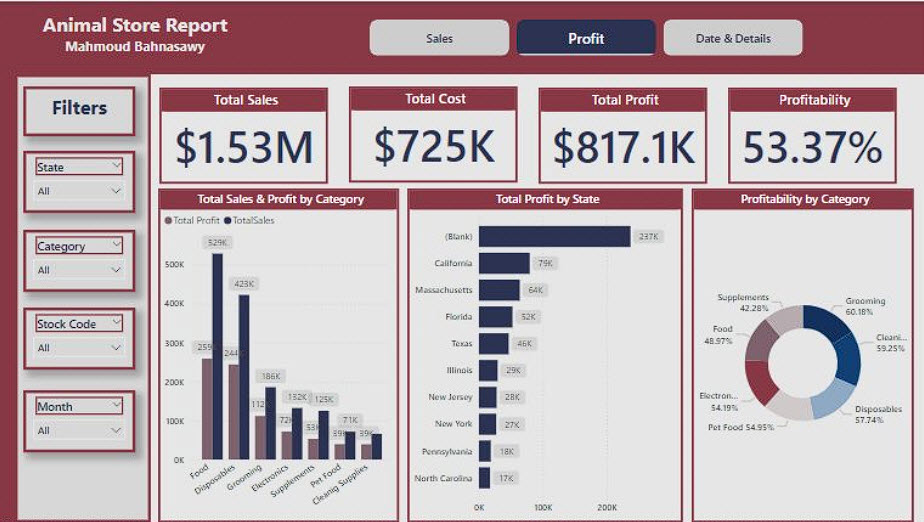 Animal Store Report
Mahmoud Bahnasawy
Sales
Profit
Date & Details
Filters
State
All
Category
All
Stock Code
All
Month
All
Total Sales
$1.53M
Total Cost
$725K
Total Profit
$817.1K
Profitability
53.37%
Total Sales & Profit by Category
Total Profit TotalSales
500K
400K
300K
200K
100K
0K
529K
423K
259K
244K
186K
112K
132K
125K
72K
53K
71K
39K
39K
Food
Disposables
Grooming
Electronics
Supplements
Pet Food
Cleanig Supplies
Total Profit by State
(Blank) 237K
California 79K
Massachusetts 64K
Florida 52K
Texas 46K
Illinois 29K
New Jersey 28K
New York 27K
Pennsylvania 18K
North Carolina 17K
0K 100K 200K
Profitability by Category
Supplements
42.28%
Grooming
60.18%
Food
48.97%
Cleani...
59.25%
Electron...
54.19%
Disposables
57.74%
Pet Food 54.95%